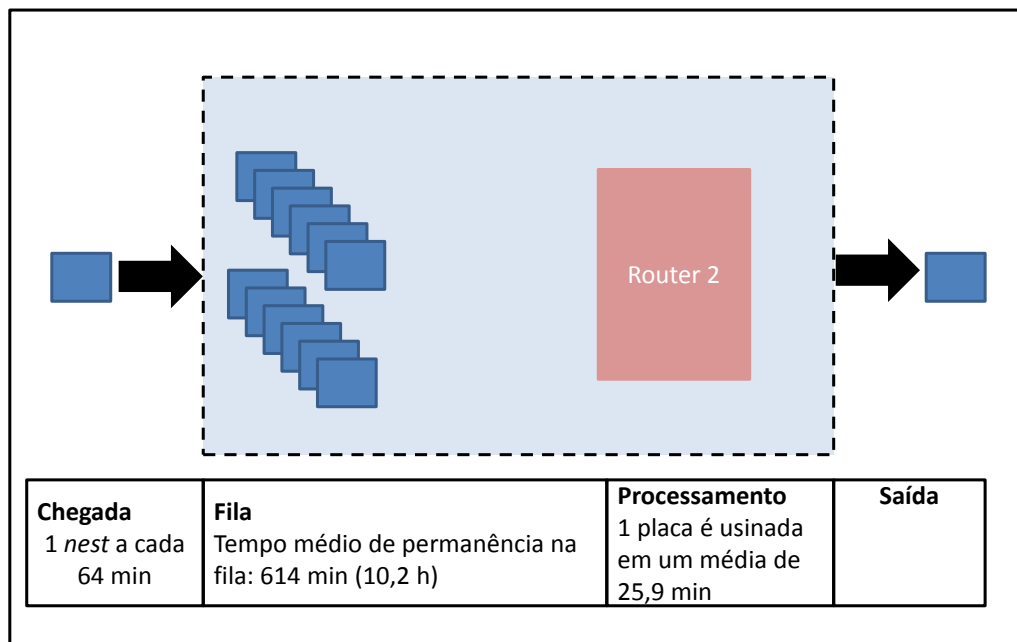 Router 2
Chegada
1 nest a cada
64 min
Fila
Tempo médio de permanência na
fila: 614 min (10,2 h)
Processamento
1 placa é usinada
em um média de
25,9 min
Saída